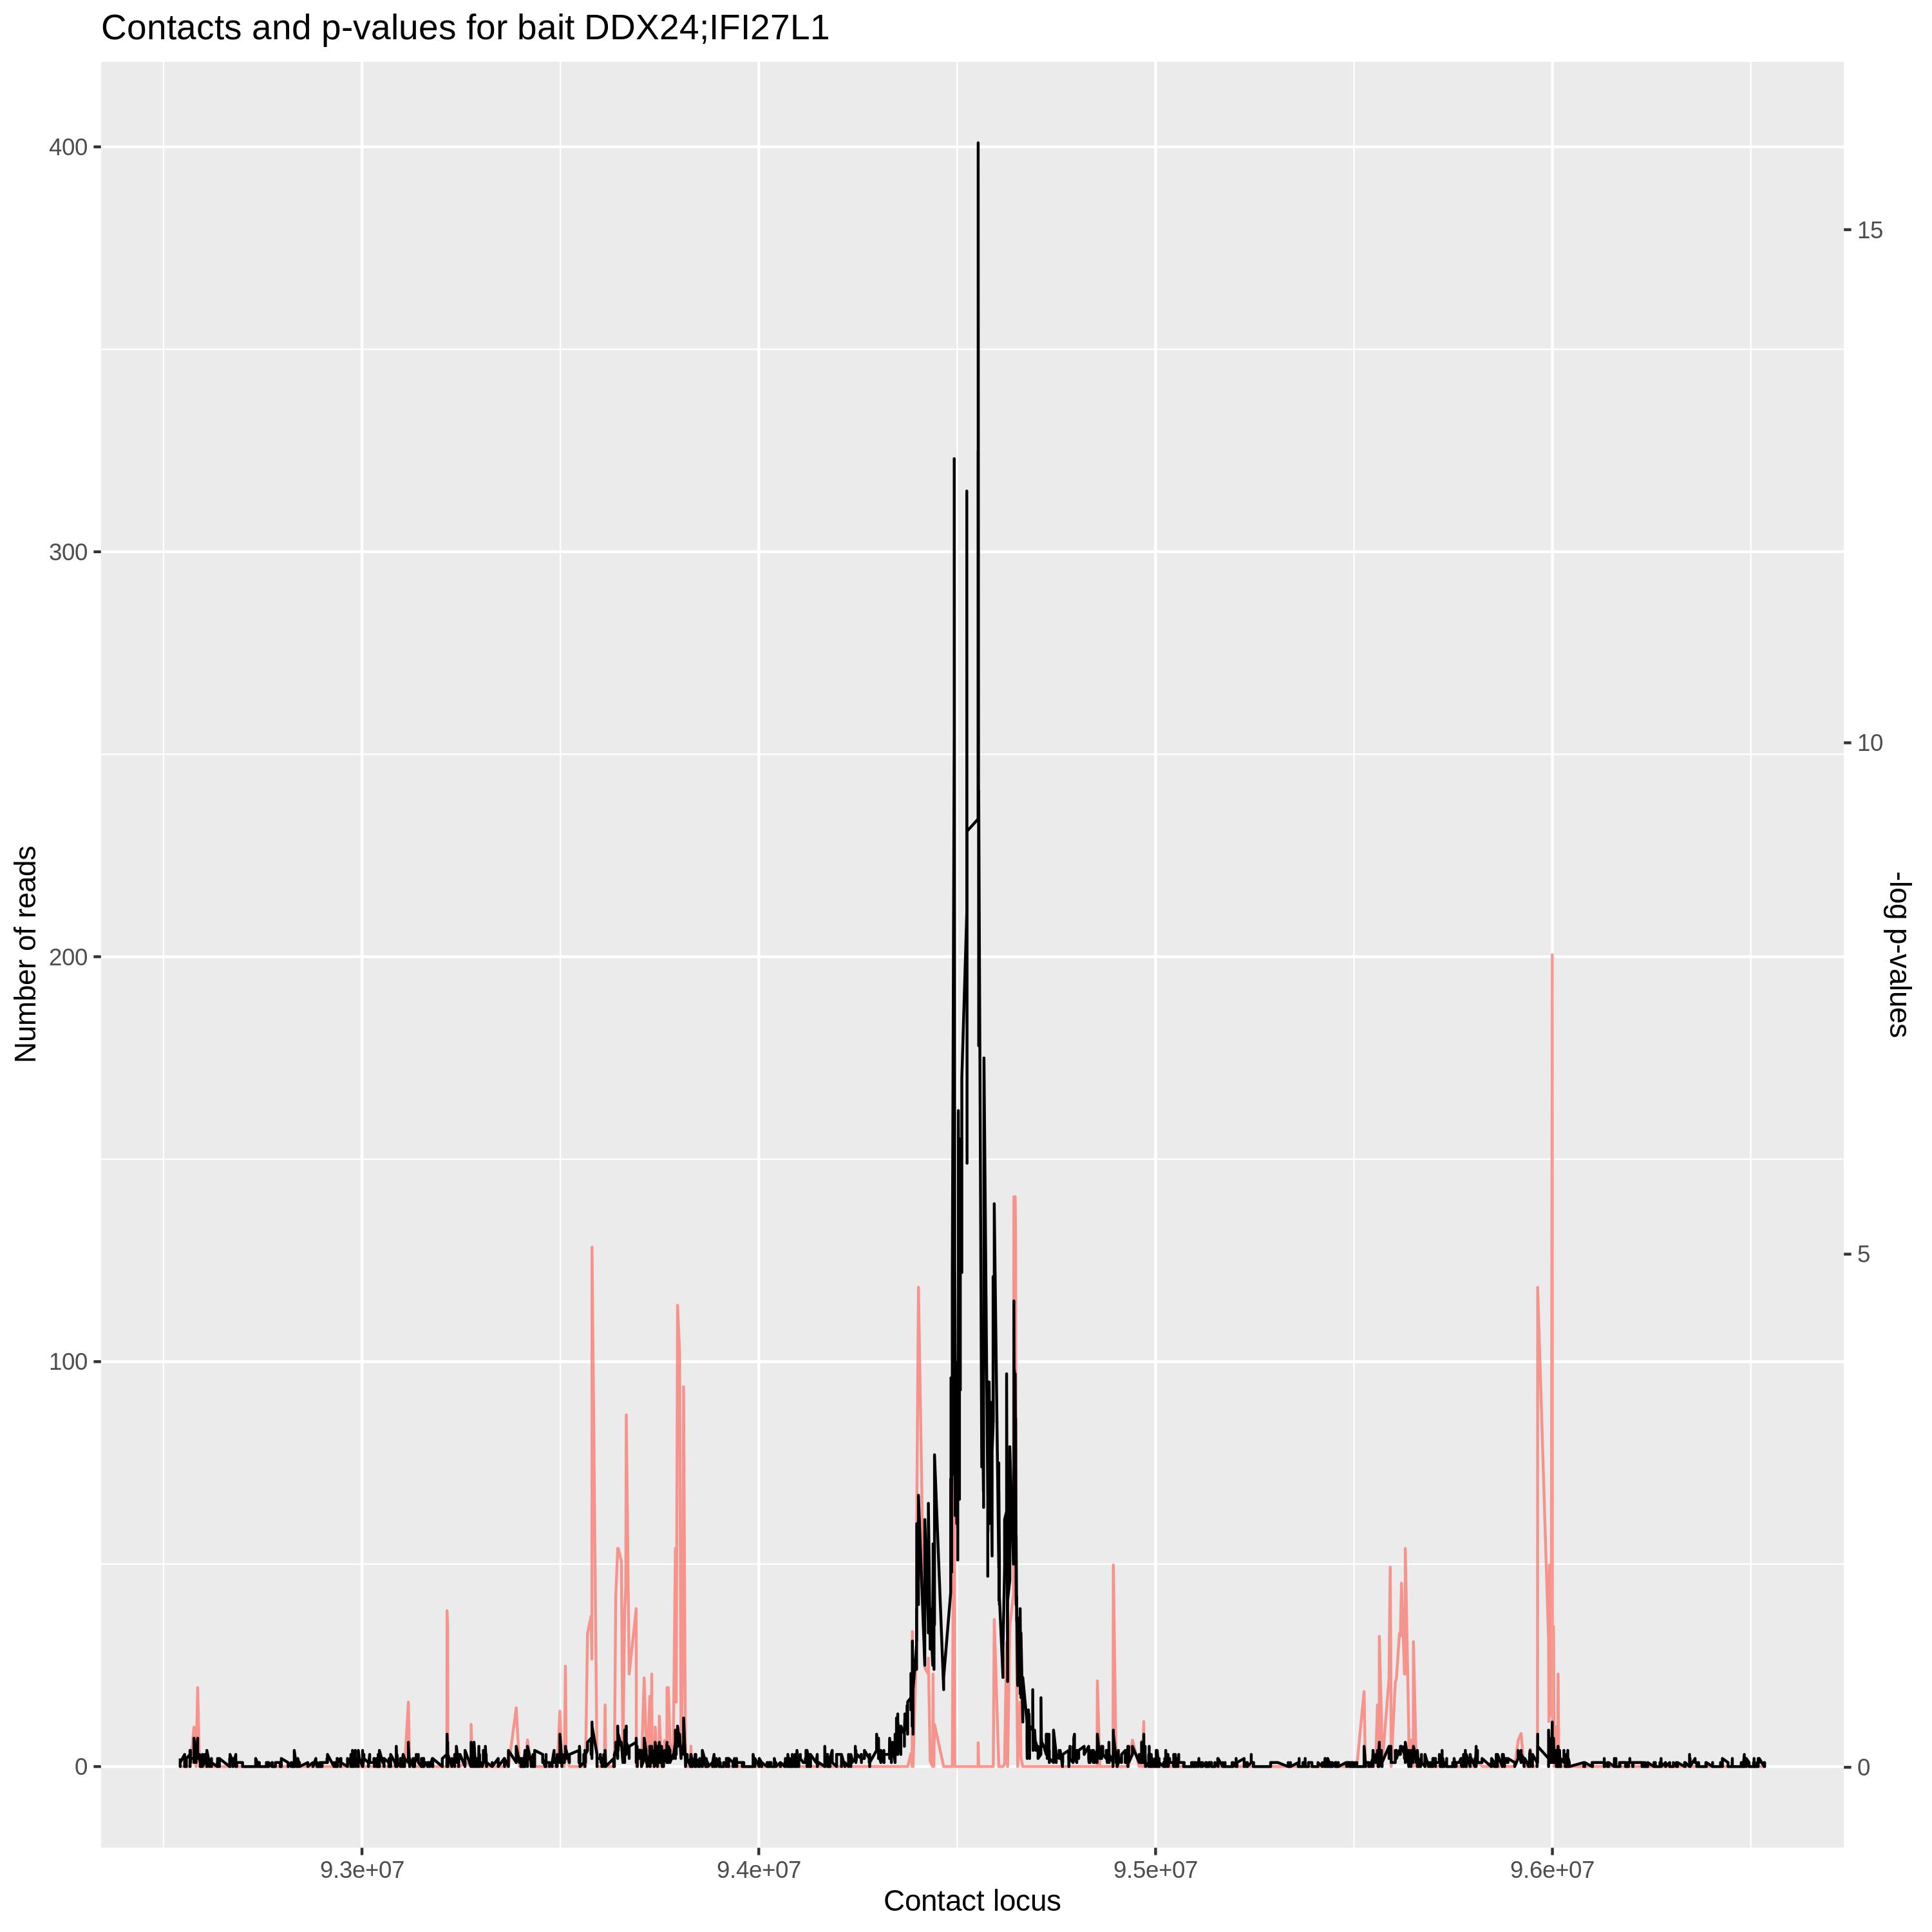 Contacts and p-values for bait DDX24;IFI27L1
400
300
200
100
0
Number of reads
15
10
5
0
-log p-values
9.3e+07
9.4e+07
9.5e+07
9.6e+07
Contact locus